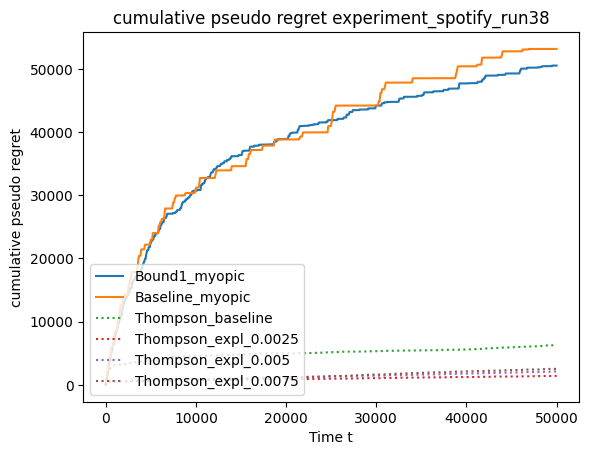 cumulative pseudo regret experiment_spotify_run38
cumulative pseudo regret
50000
40000
30000
20000
10000
0
Bound1_myopic
Baseline_myopic
Thompson_baseline
Thompson_expl_0.0025
Thompson_expl_0.005
Thompson_expl_0.0075
0 10000 20000 30000 40000 50000
Time t